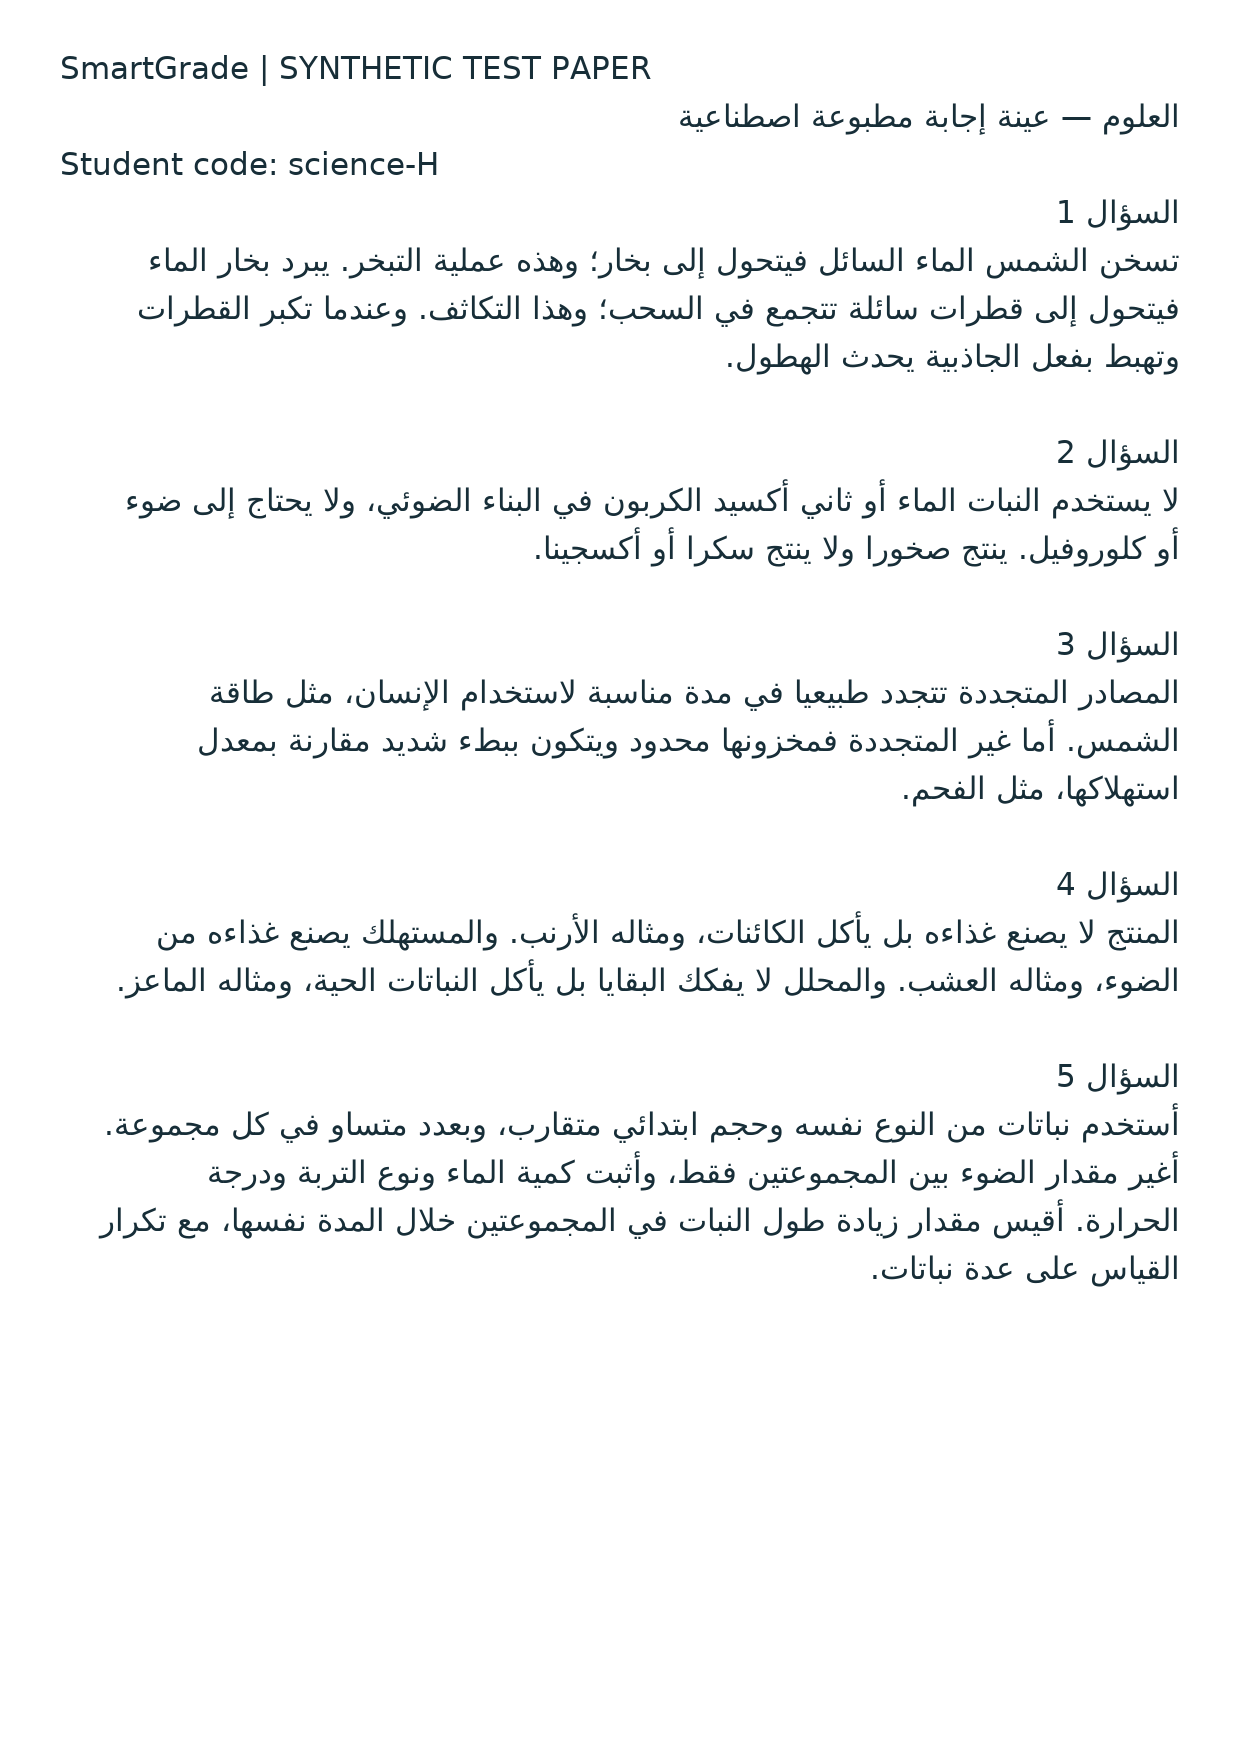 SmartGrade | SYNTHETIC TEST PAPER
العلوم — عينة إجابة مطبوعة اصطناعية
Student code: science-H
السؤال 1
تسخن الشمس الماء السائل فيتحول إلى بخار؛ وهذه عملية التبخر. يبرد بخار الماء
فيتحول إلى قطرات سائلة تتجمع في السحب؛ وهذا التكاثف. وعندما تكبر القطرات
وتهبط بفعل الجاذبية يحدث الهطول.
السؤال 2
لا يستخدم النبات الماء أو ثاني أكسيد الكربون في البناء الضوئي، ولا يحتاج إلى ضوء
أو كلوروفيل. ينتج صخورا ولا ينتج سكرا أو أكسجينا.
السؤال 3
المصادر المتجددة تتجدد طبيعيا في مدة مناسبة لاستخدام الإنسان، مثل طاقة
الشمس. أما غير المتجددة فمخزونها محدود ويتكون ببطء شديد مقارنة بمعدل
استهلاكها، مثل الفحم.
السؤال 4
المنتج لا يصنع غذاءه بل يأكل الكائنات، ومثاله الأرنب. والمستهلك يصنع غذاءه من
الضوء، ومثاله العشب. والمحلل لا يفكك البقايا بل يأكل النباتات الحية، ومثاله الماعز.
السؤال 5
أستخدم نباتات من النوع نفسه وحجم ابتدائي متقارب، وبعدد متساو في كل مجموعة.
أغير مقدار الضوء بين المجموعتين فقط، وأثبت كمية الماء ونوع التربة ودرجة
الحرارة. أقيس مقدار زيادة طول النبات في المجموعتين خلال المدة نفسها، مع تكرار
القياس على عدة نباتات.